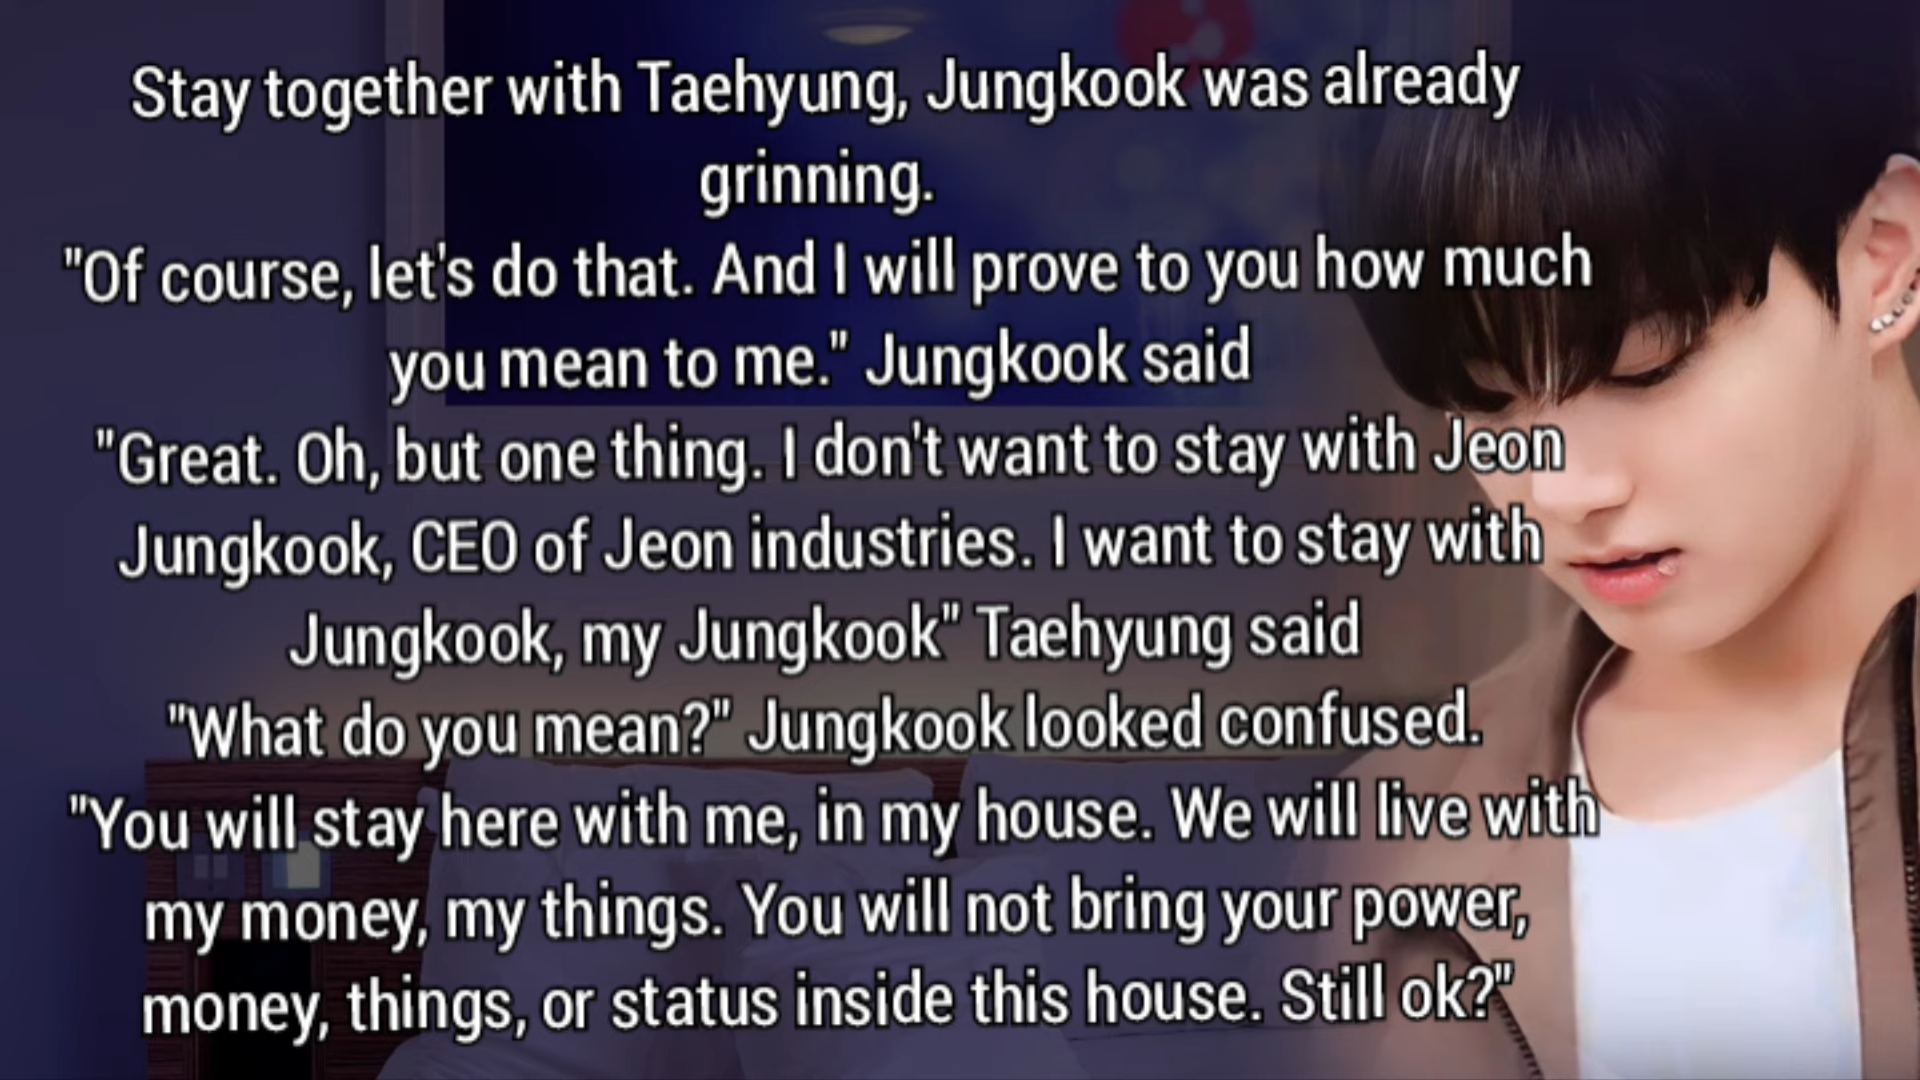 Stay together with Taehyung, Jungkook was already
grinning.
"Of course, let's do that. And I will prove to you how much
you mean to me." Jungkook said
"Great. Oh, but one thing. I don't want to stay with Jeon
Jungkook, CEO of Jeon industries. I want to stay with
Jungkook, my Jungkook" Taehyung said
"What do you mean?" Jungkook looked confused.
"You will stay here with me, in my house. We will live with
my money, my things. You will not bring your power,
money, things, or status inside this house. Still ok?"